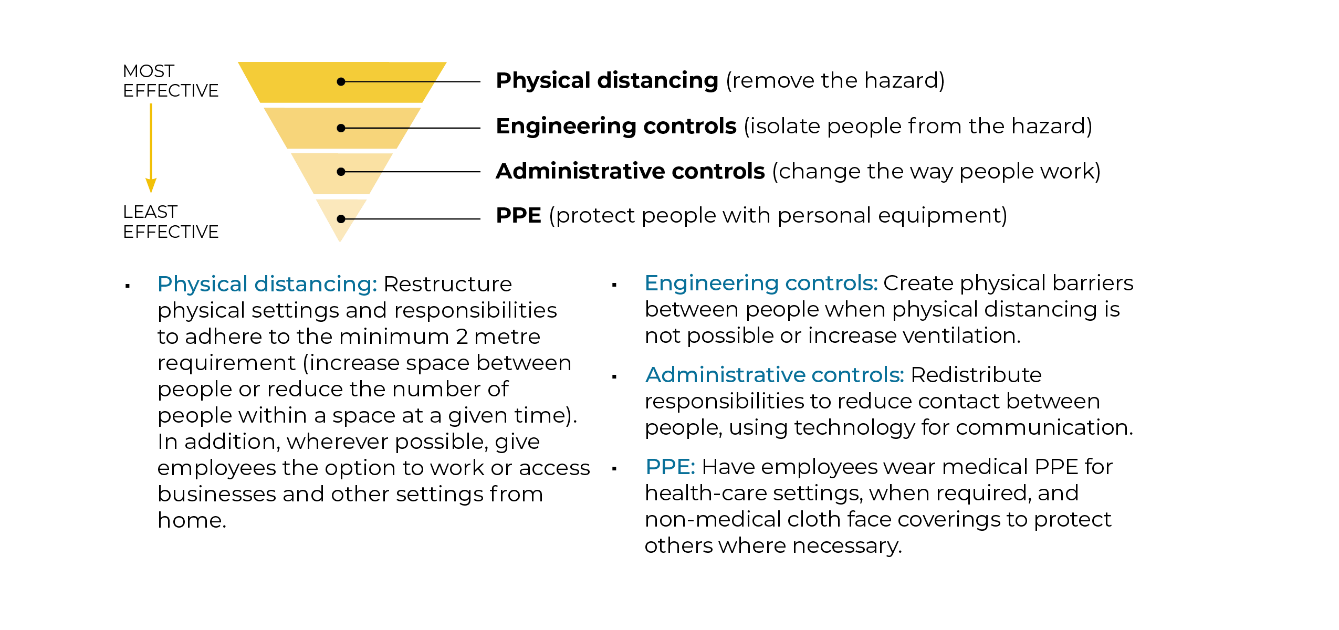 MOST
EFFECTIVE
LEAST
EFFECTIVE
Physical distancing (remove the hazard)
Engineering controls (isolate people from the hazard)
Administrative controls (change the way people work)
PPE (protect people with personal equipment)
▪ Physical distancing: Restructure
physical settings and responsibilities
to adhere to the minimum 2 metre
requirement (increase space between
people or reduce the number of
people within a space at a given time).
In addition, wherever possible, give
employees the option to work or access
businesses and other settings from
home.
▪ Engineering controls: Create physical barriers
between people when physical distancing is
not possible or increase ventilation.
▪ Administrative controls: Redistribute
responsibilities to reduce contact between
people, using technology for communication.
▪ PPE: Have employees wear medical PPE for
health-care settings, when required, and
non-medical cloth face coverings to protect
others where necessary.